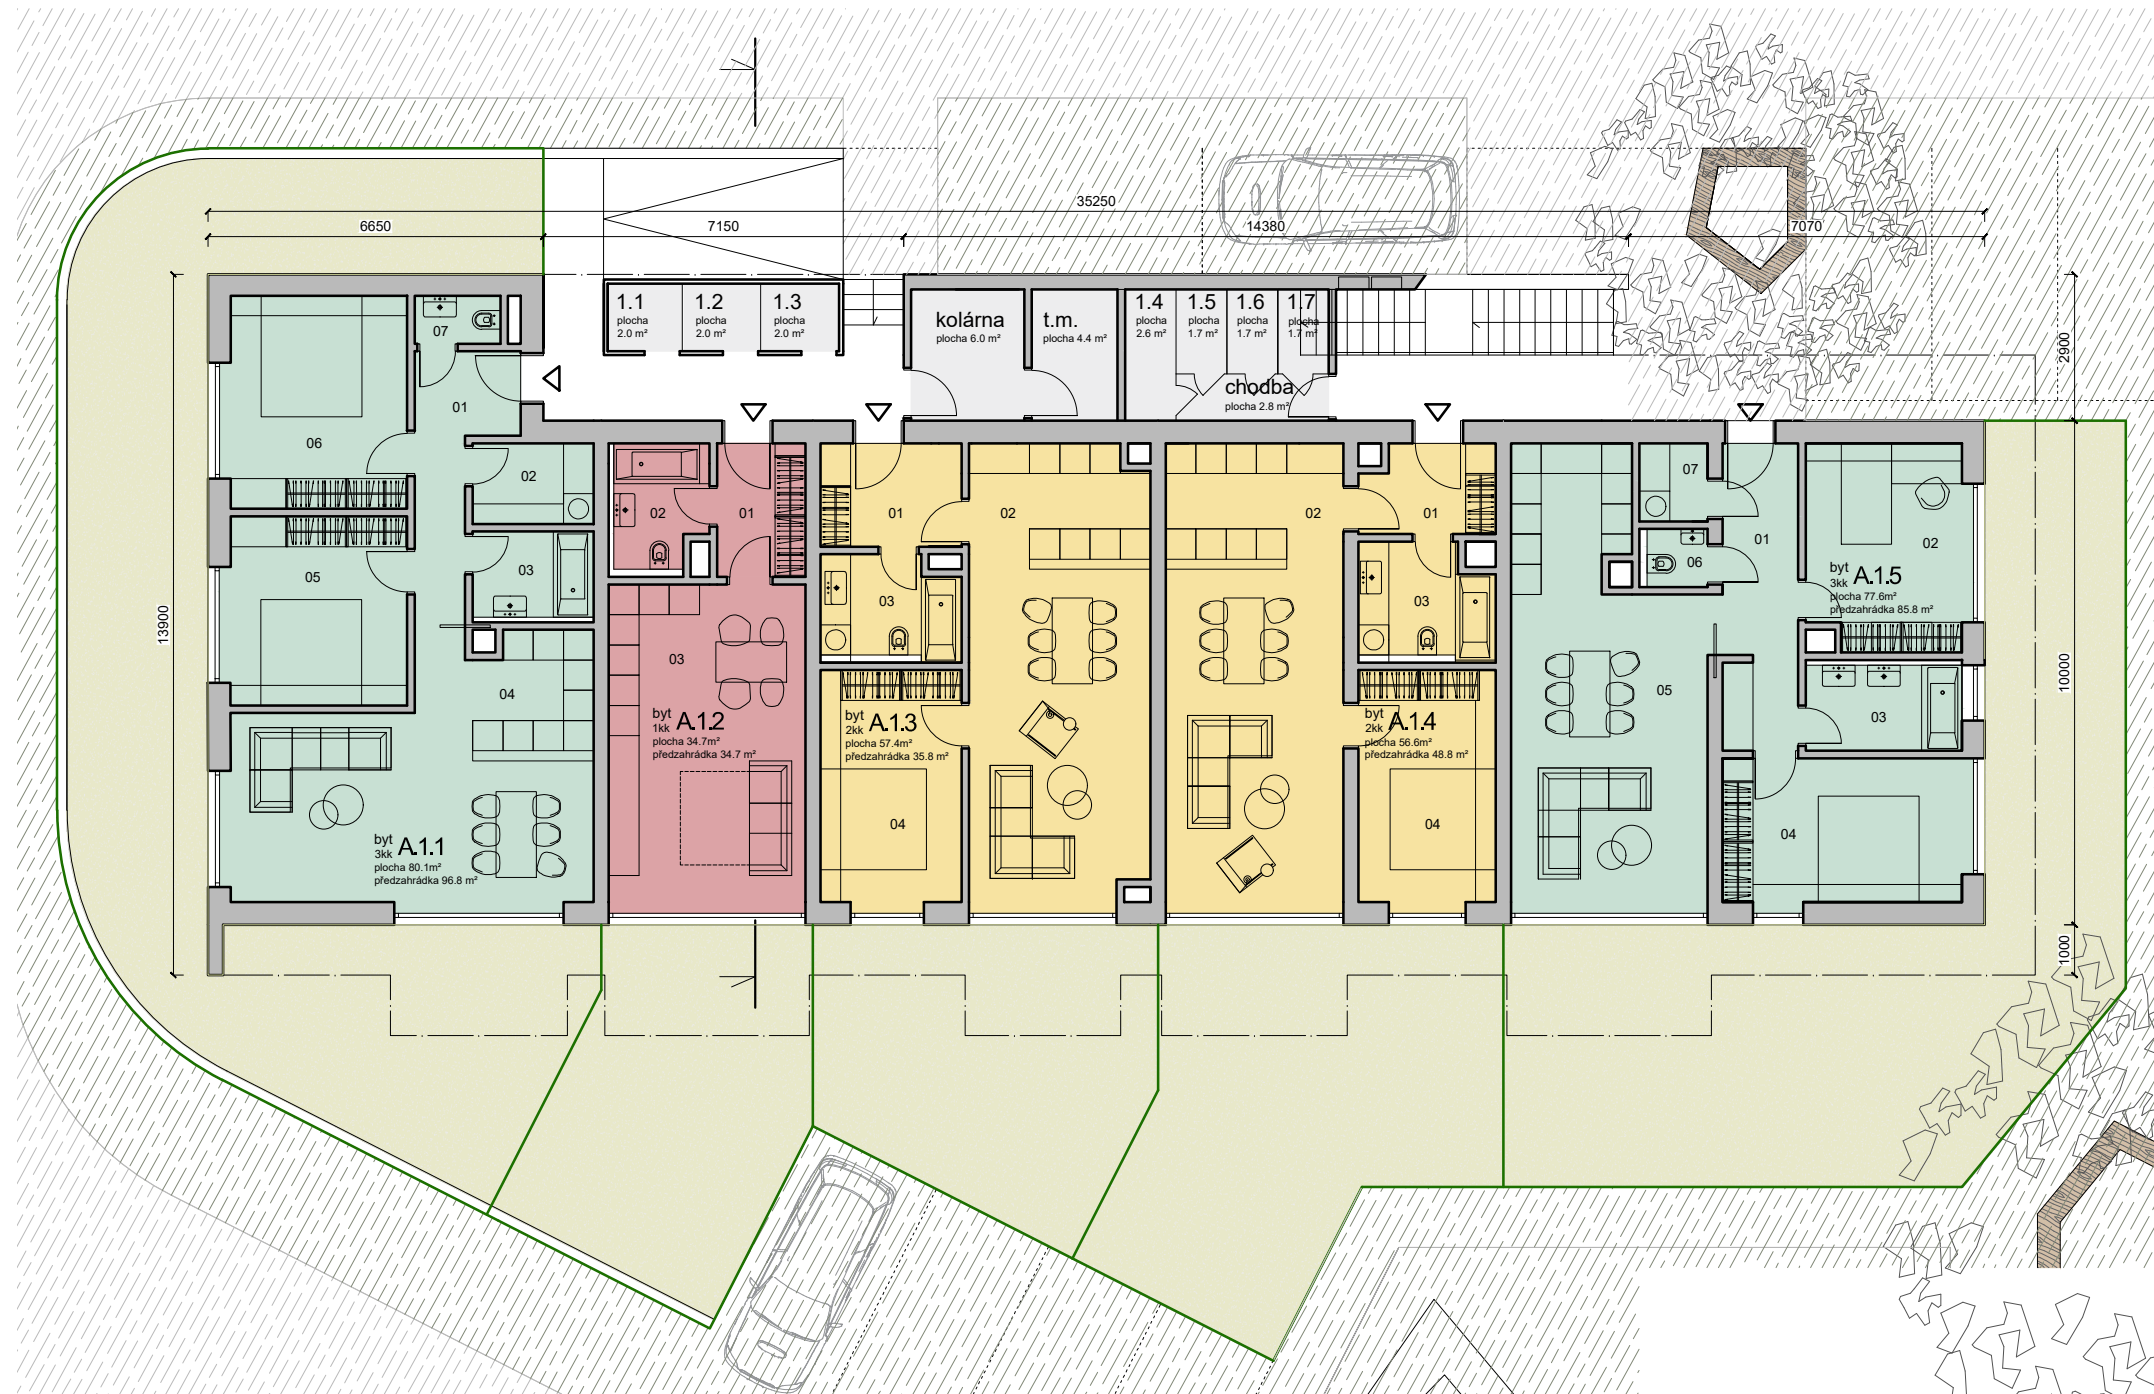 35250
6650
7150
14380
7070
1.1
plocha
2.0 m²
1.2
plocha
2.0 m²
1.3
plocha
2.0 m²
kolárna
plocha 6.0 m²
t.m.
plocha 4.4 m²
1.4
plocha
2.6 m²
1.5
plocha
1.7 m²
1.6
plocha
1.7 m²
1.7
plocha
1.7 m²
chodba
plocha 2.8 m²
2900
13900
10000
1000
07
01
06
02
05
03
04
byt
3kk A.1.1
plocha 80.1m²
předzahrádka 96.8 m²
02
01
03
byt
1kk A.1.2
plocha 34.7m²
předzahrádka 34.7 m²
01
02
03
byt
2kk A.1.3
plocha 57.4m²
předzahrádka 35.8 m²
04
02
01
03
byt
2kk A.1.4
plocha 56.6m²
předzahrádka 48.8 m²
04
07
01
02
06
byt
3kk A.1.5
plocha 77.6m²
předzahrádka 85.8 m²
05
03
04